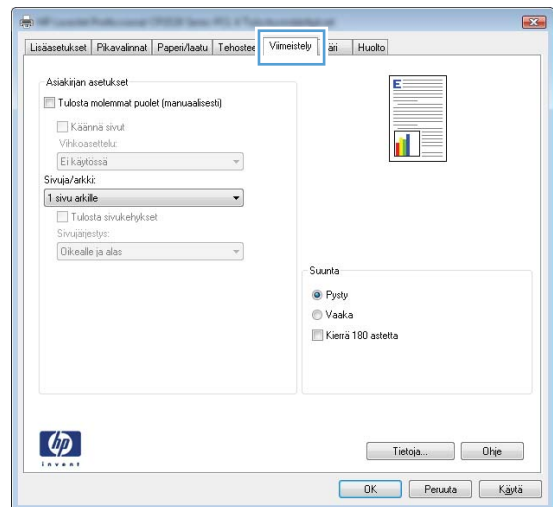 Lisäasetukset Pikavalinnat Paperi/laatu Tehosteet Viimeistely Väri Huolto
Asiakirjan asetukset
Tulosta molemmat puolet (manuaalisesti)
Käännä sivut
Vihkoasettelu:
Ei käytössä
Sivuja/arkki:
1 sivu arkille
Tulosta sivukehykset
Sivujärjestys:
Oikealle ja alas
E
Suunta
Pysty
Vaaka
Kierrä 180 astetta
hp
invent
Tietoja... Ohje
OK Peruuta Käytä